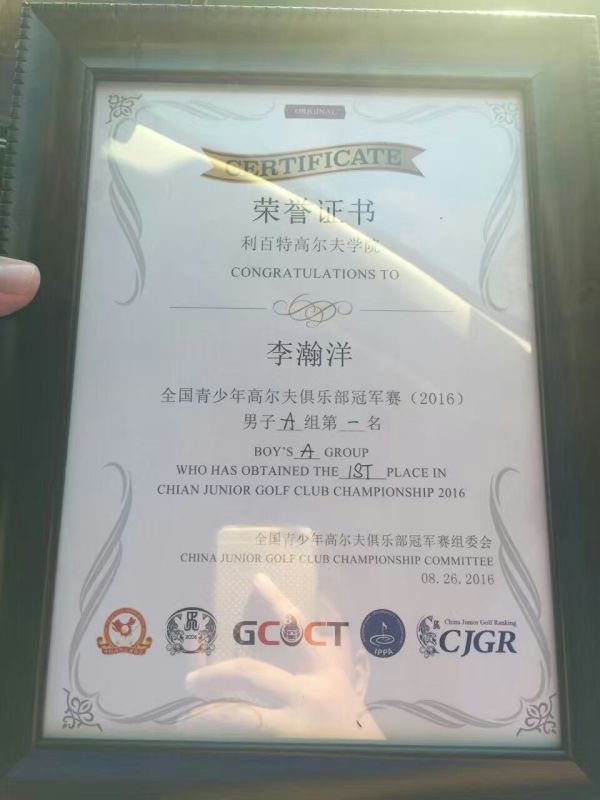 ORIGINAL
CERTIFICATE
荣誉证书
利百特高尔夫学院
CONGRATULATIONS TO
李瀚洋
全国青少年高尔夫俱乐部冠军赛（2016）
男子A组第一名
BOY'S A GROUP
WHO HAS OBTAINED THE 1ST PLACE IN
CHIAN JUNIOR GOLF CLUB CHAMPIONSHIP 2016
全国青少年高尔夫俱乐部冠军赛组委会
CHINA JUNIOR GOLF CLUB CHAMPIONSHIP COMMITTEE
08.26.2016
GCOCT
IPPA
China Junior Golf Ranking
CJGR